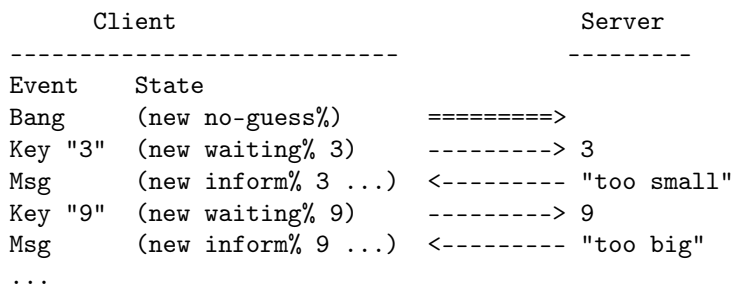 Client                             Server
----------------------------            ---------
Event    State
Bang     (new no-guess%)      =========>
Key "3"  (new waiting% 3)     ---------> 3
Msg      (new inform% 3 ...)  <--------- "too small"
Key "9"  (new waiting% 9)     ---------> 9
Msg      (new inform% 9 ...)  <--------- "too big"
...